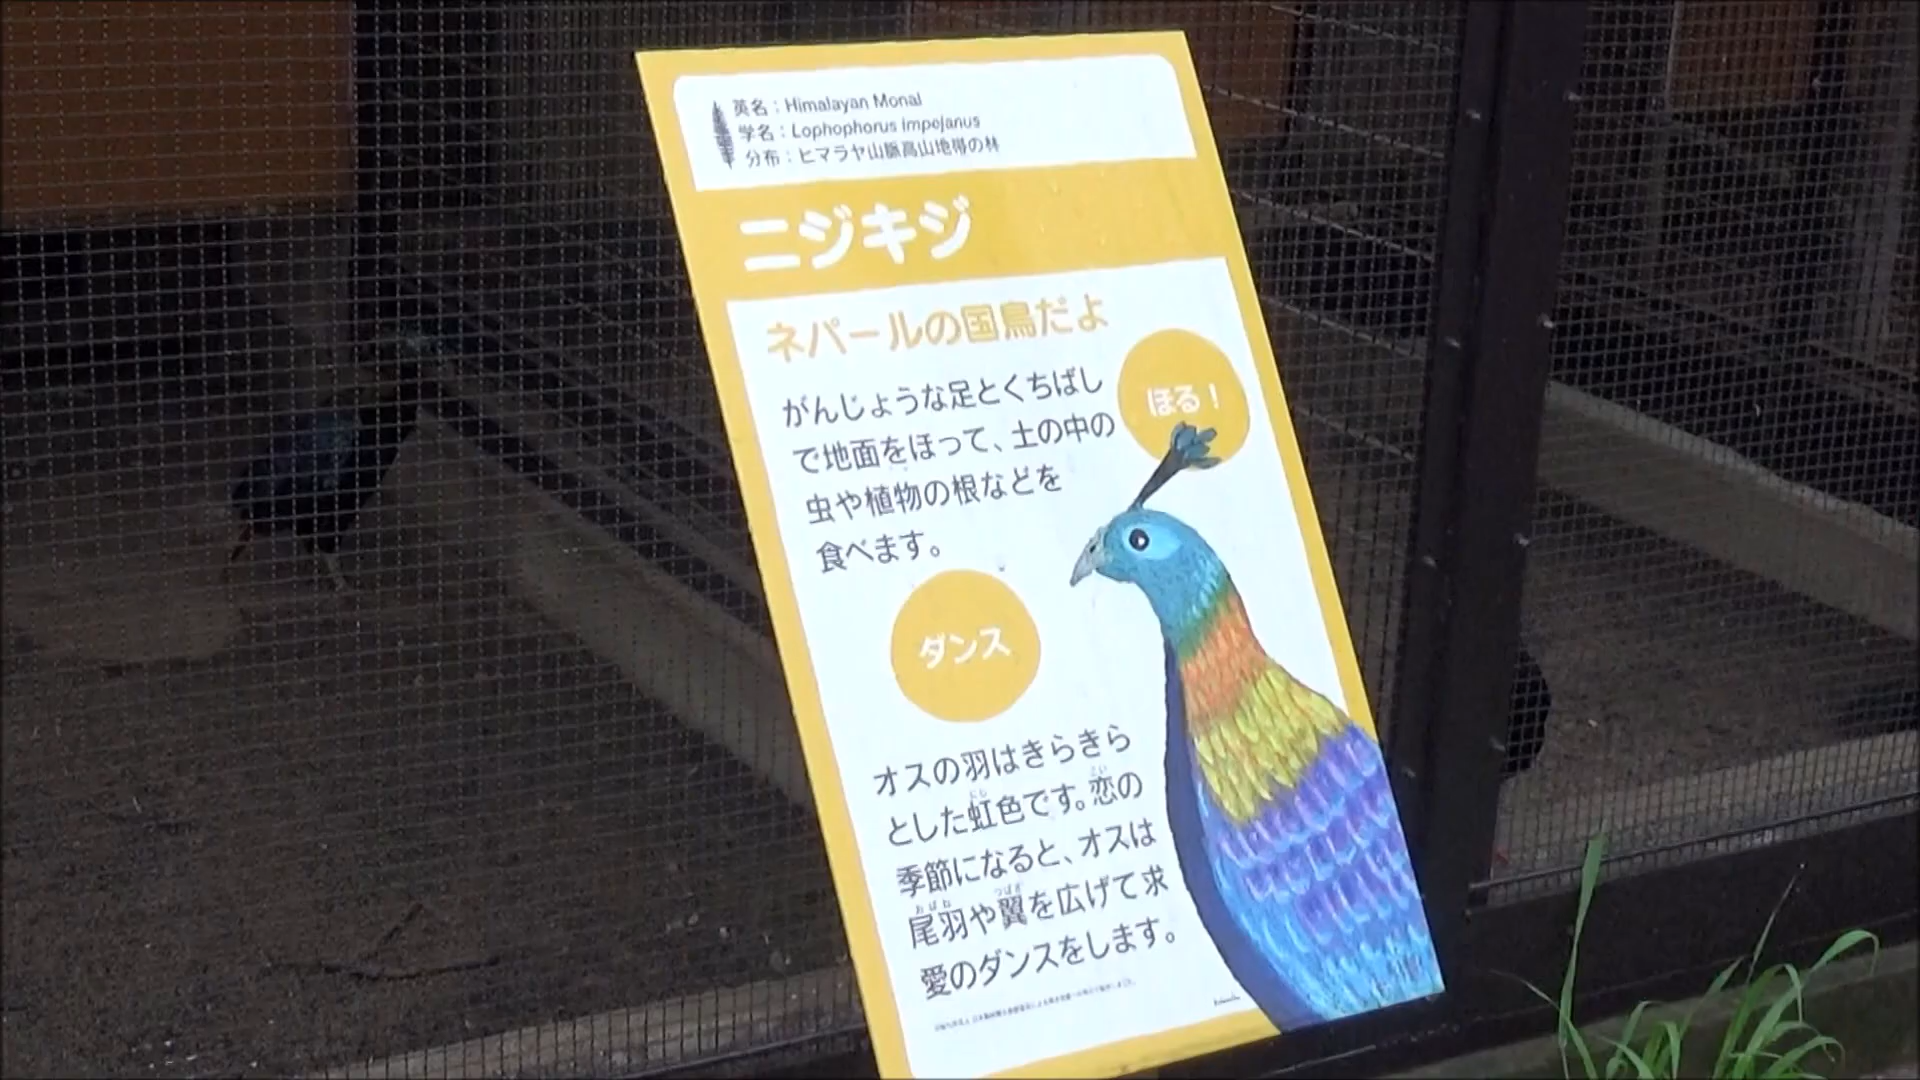 英名：Himalayan Monal
学名：Lophophorus impejanus
分布：ヒマラヤ山脈高山地帯の林
ニジキジ
ネパールの国鳥だよ
ほる！
がんじょうな足とくちばし
で地面をほって、土の中の
虫や植物の根などを
食べます。
ダンス
オスの羽はきらきら
とした虹色です。恋の
季節になると、オスは
尾羽や翼を広げて求
愛のダンスをします。